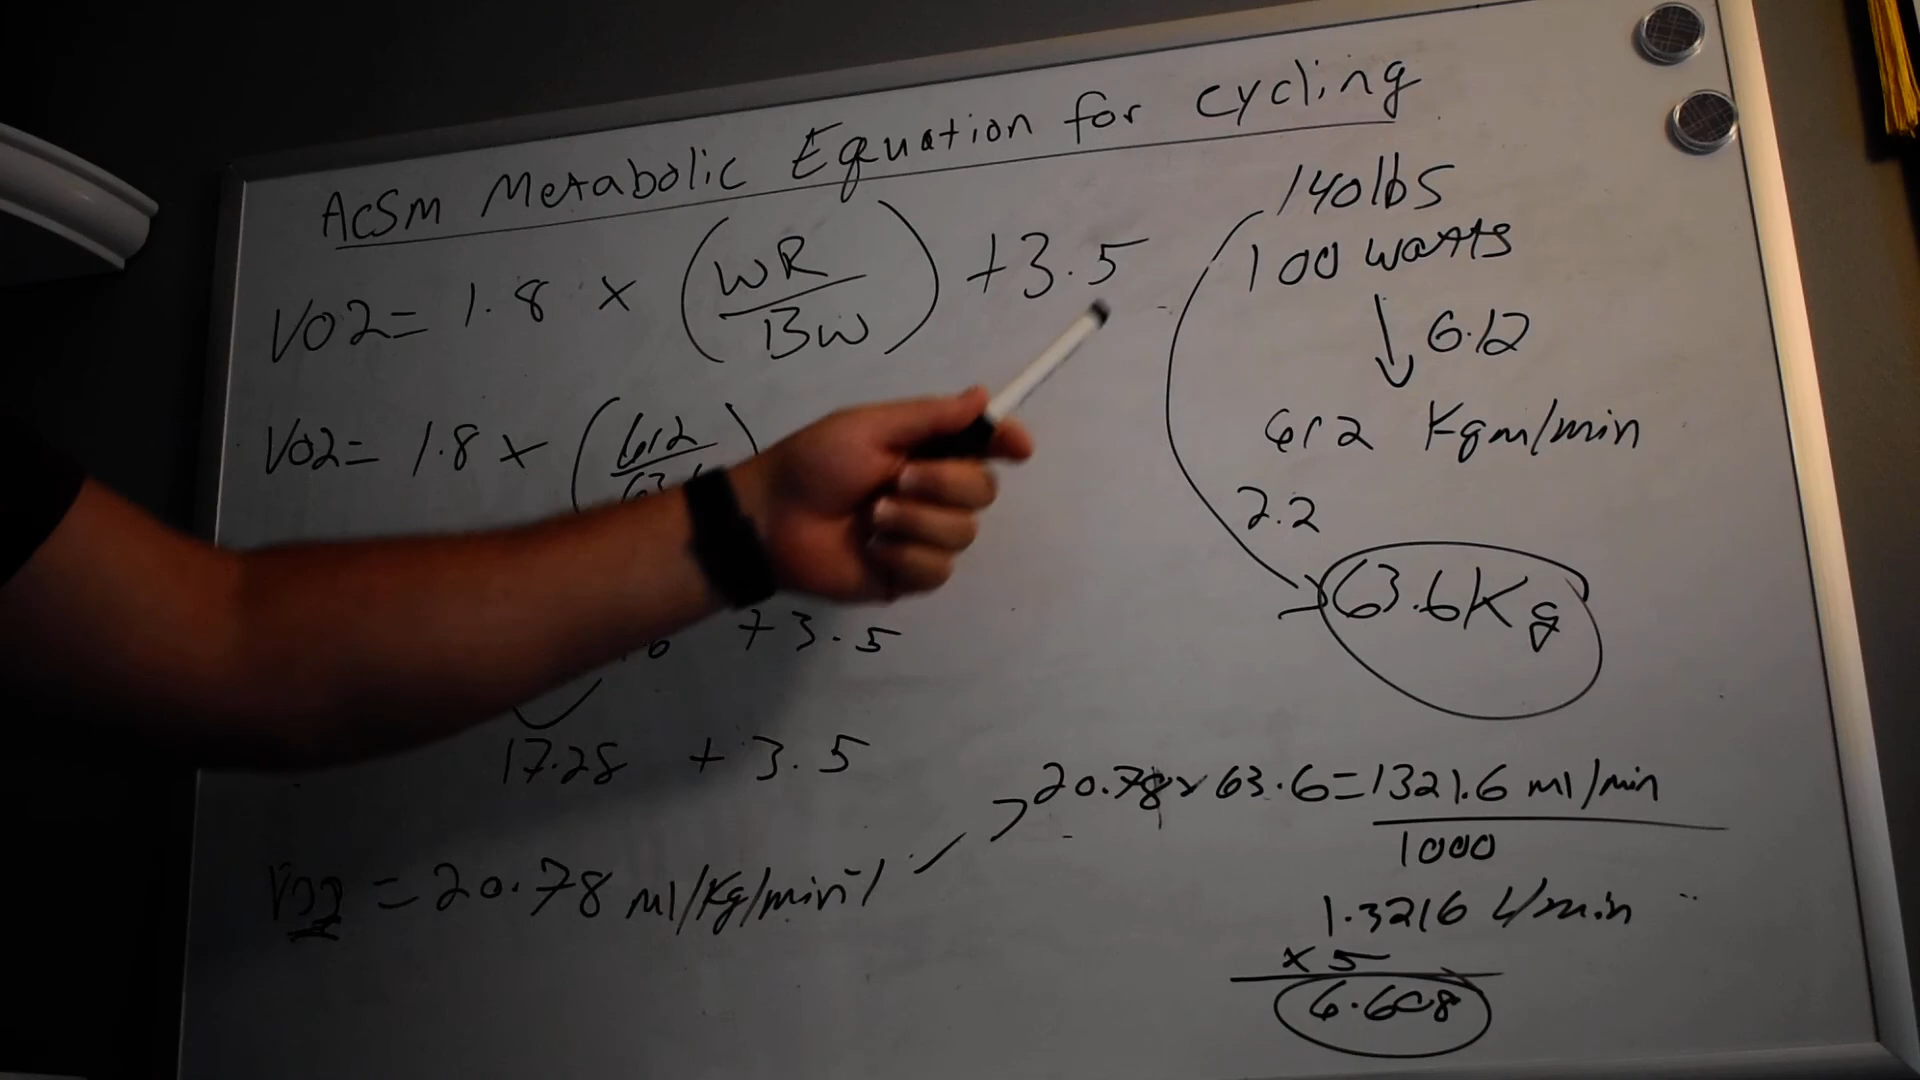 ACSM Metabolic Equation for cycling
VO2 = 1.8 x (WR/BW) + 3.5
VO2 = 1.8 x (612/63.6
+ 3.5
17.28 + 3.5
VO2 = 20.78 ml/kg/min-1
140 lbs
100 watts
6.12
612 Kgm/min
2.2
63.6 Kg
20.78 x 63.6 = 1321.6 ml/min
1000
1.3216 L/min
x 5
6.608